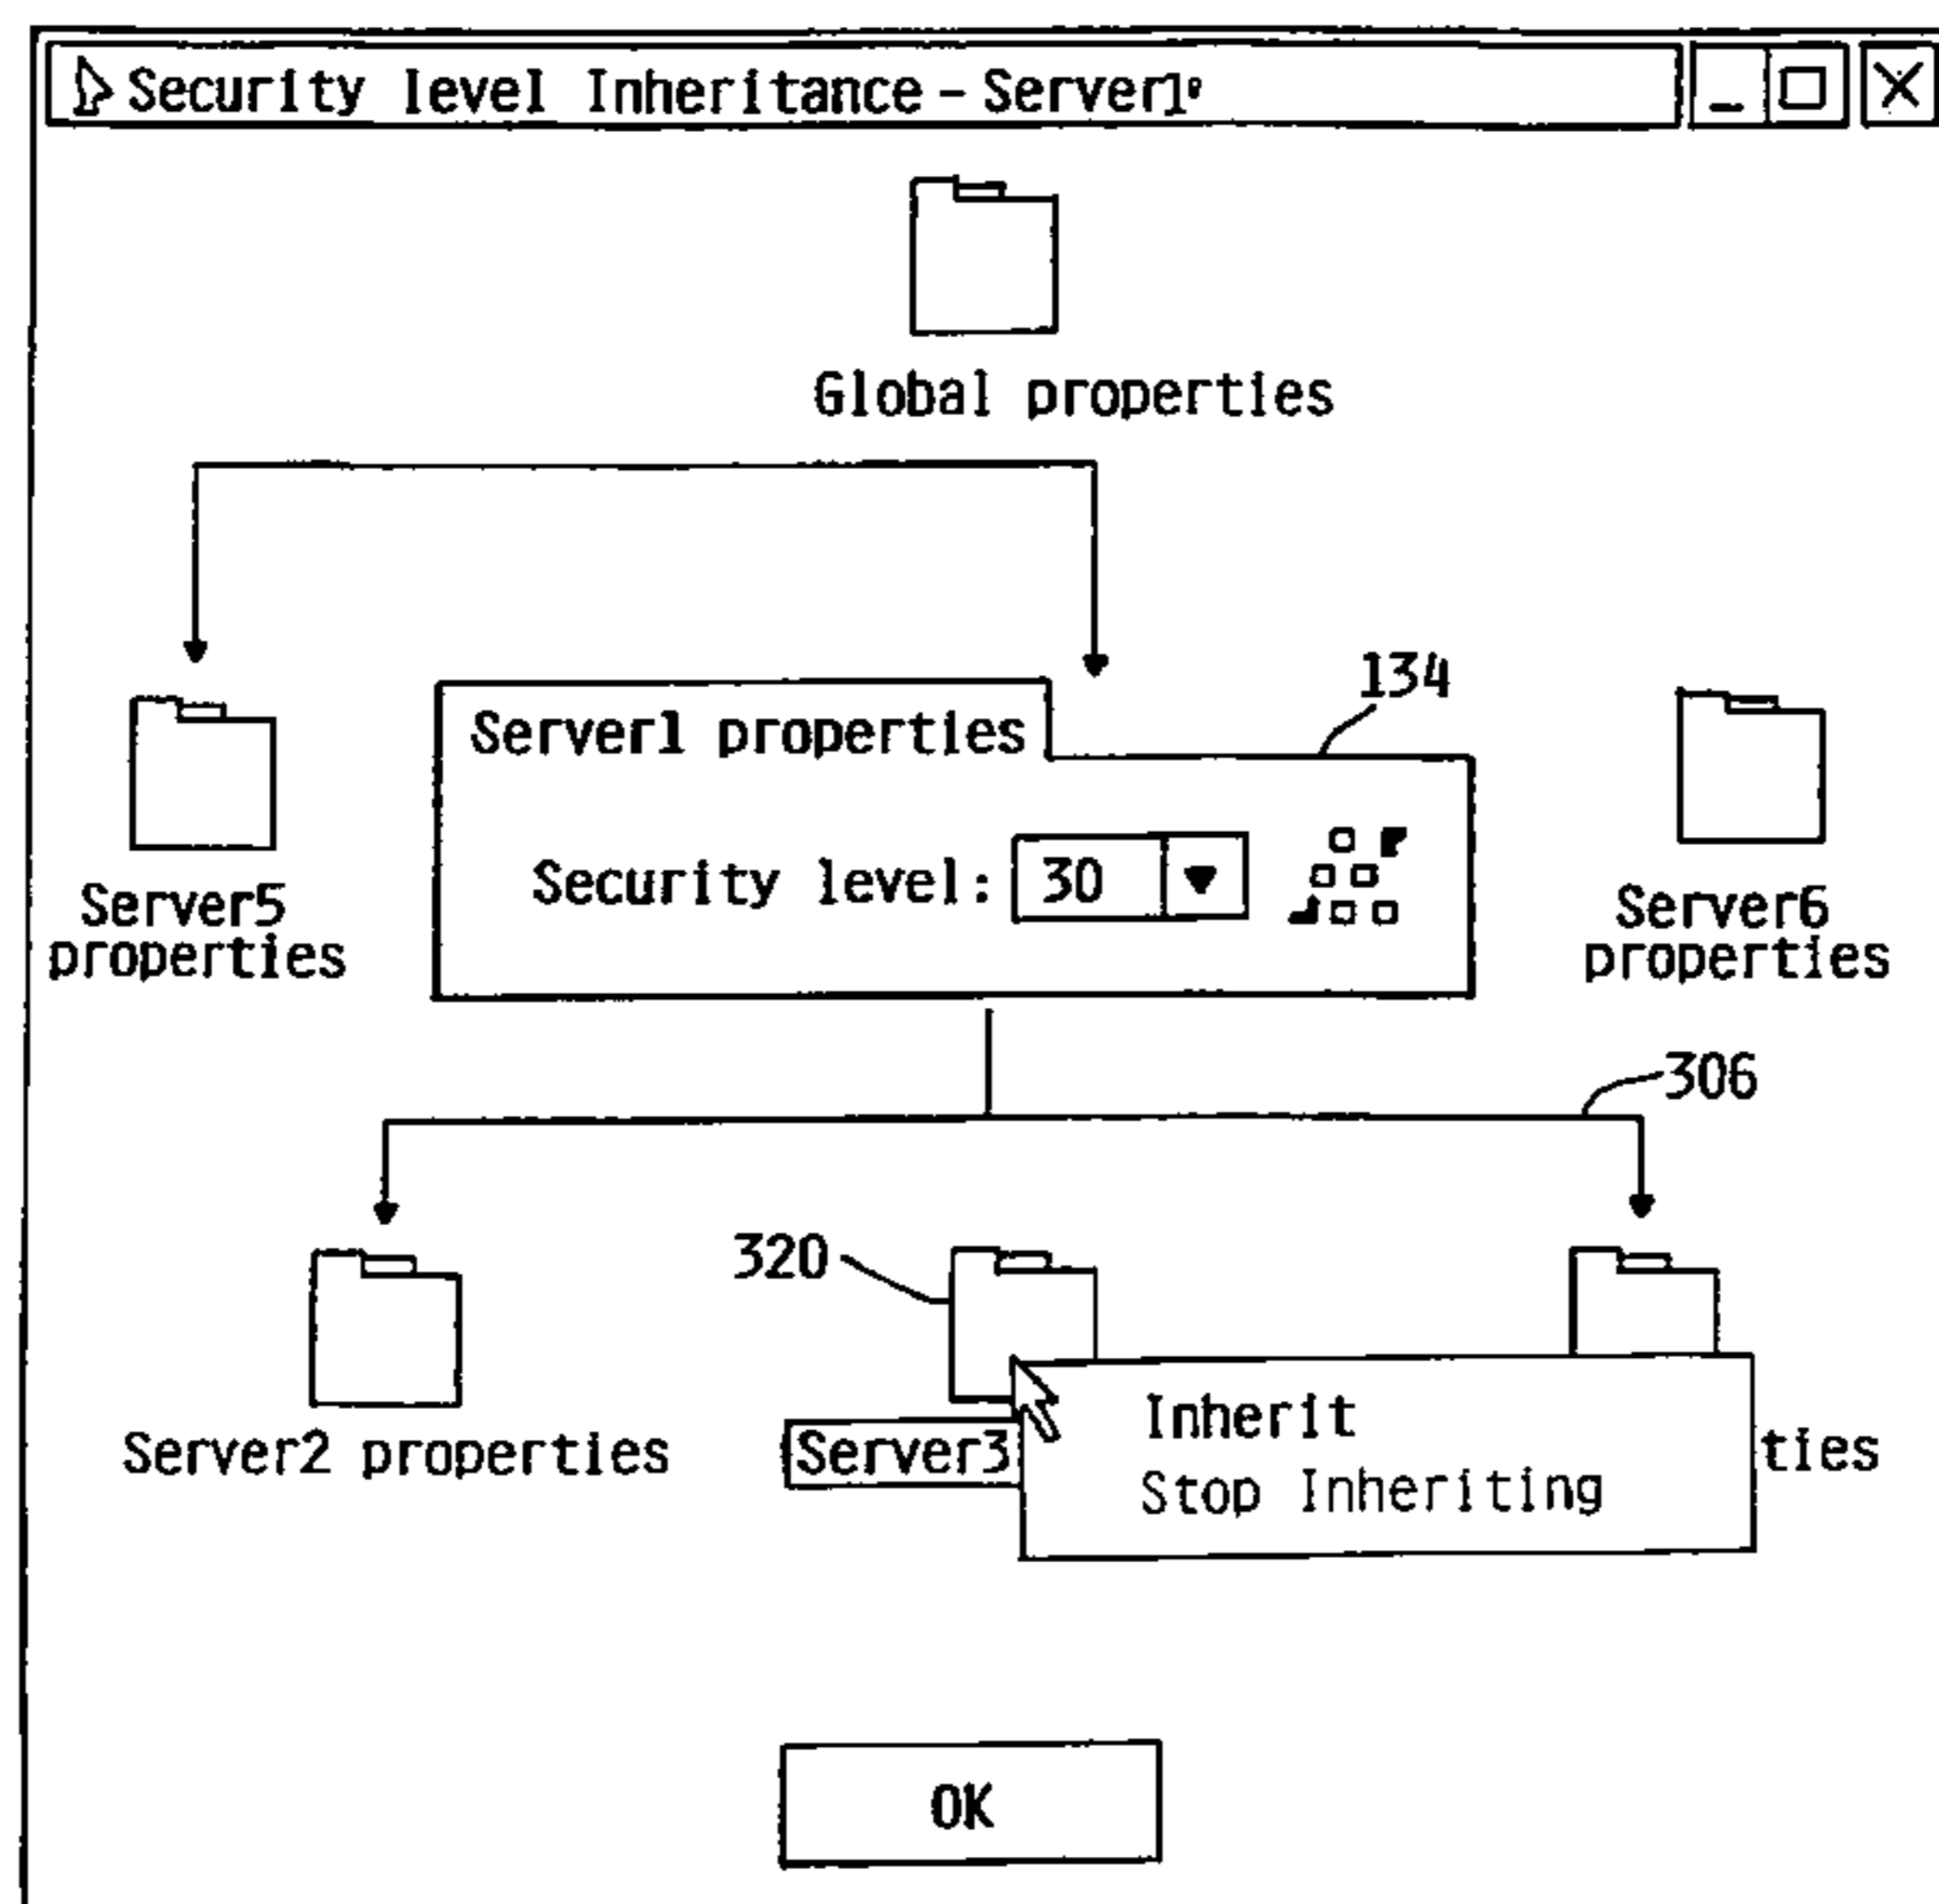 Security level Inheritance - Server1
Global properties
134
Server1 properties
Security level: 30
Server5
properties
Server6
properties
306
320
Server2 properties
Server3
Inherit
Stop Inheriting
ties
OK